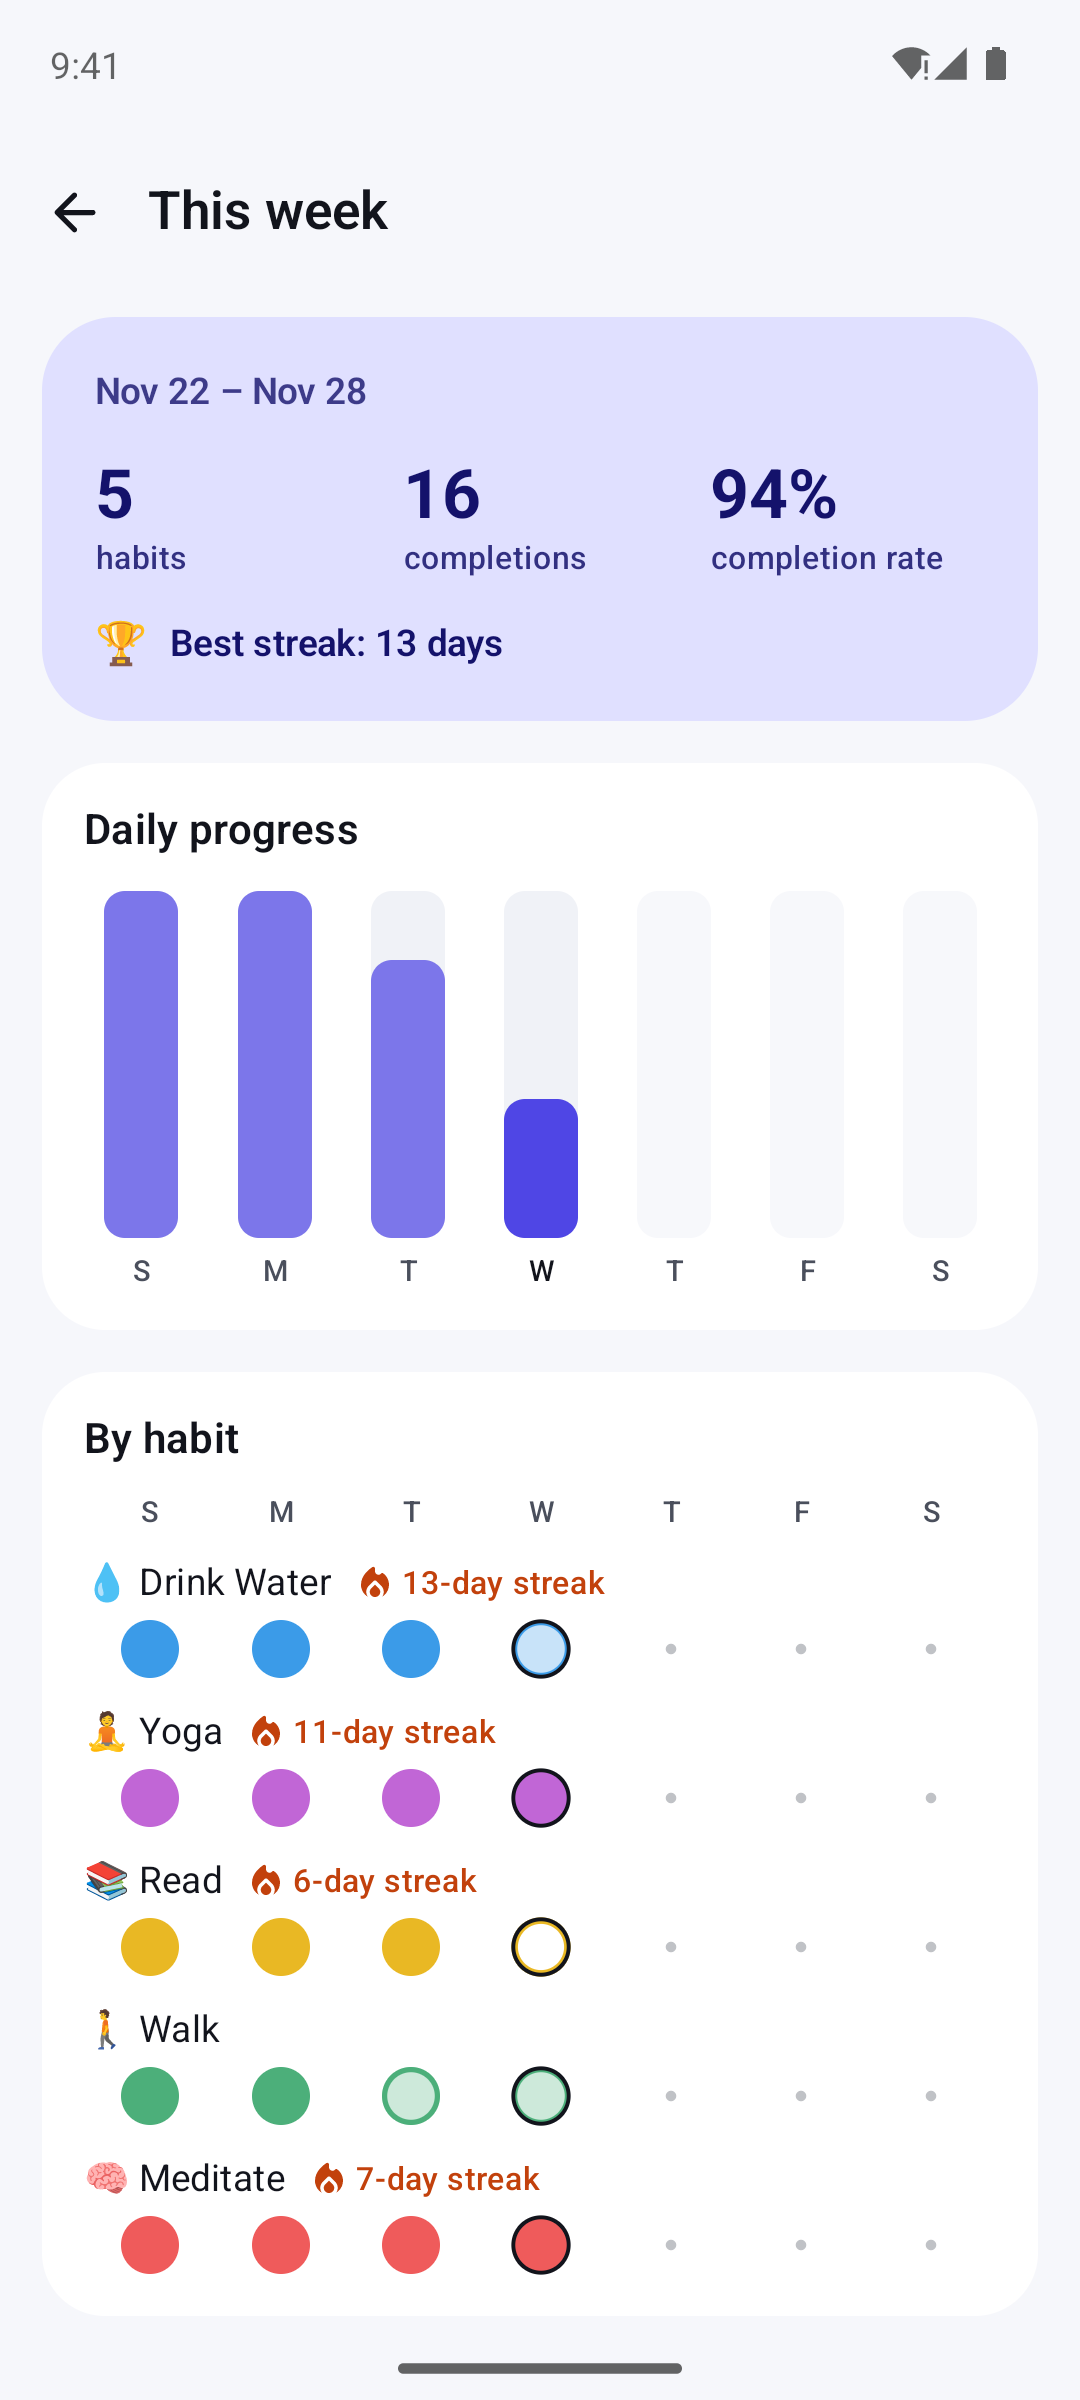 9:41
This week
Nov 22 – Nov 28
5 16 94%
habits completions completion rate
🏆 Best streak: 13 days
Daily progress
S M T W T F S
By habit
S M T W T F S
💧 Drink Water 13-day streak
🧘 Yoga 11-day streak
📚 Read 6-day streak
🚶 Walk
🧠 Meditate 7-day streak